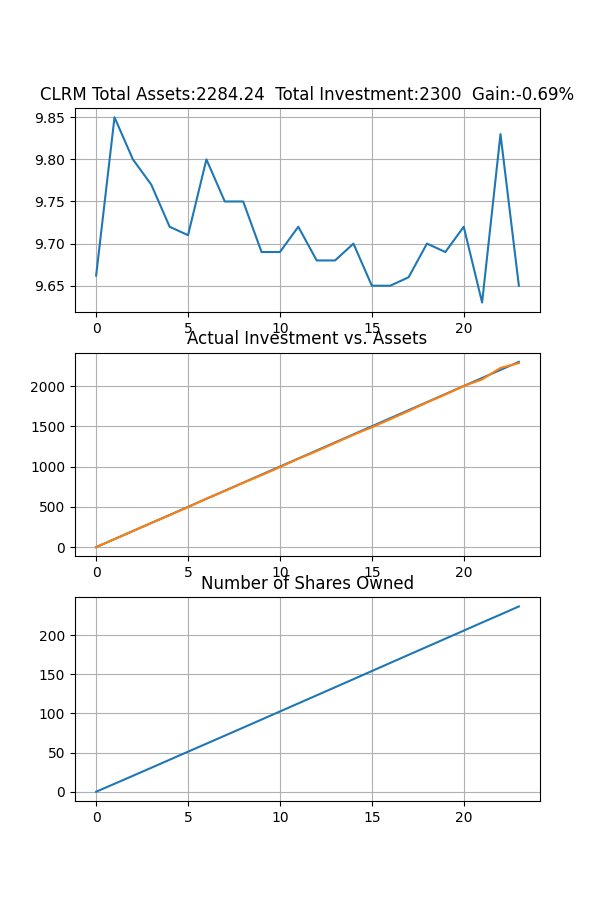 CLRM Total Assets:2284.24  Total Investment:2300  Gain:-0.69%
9.85
9.80
9.75
9.70
9.65
0 5 10 15 20
Actual Investment vs. Assets
2000
1500
1000
500
0
0 5 10 15 20
Number of Shares Owned
200
150
100
50
0
0 5 10 15 20